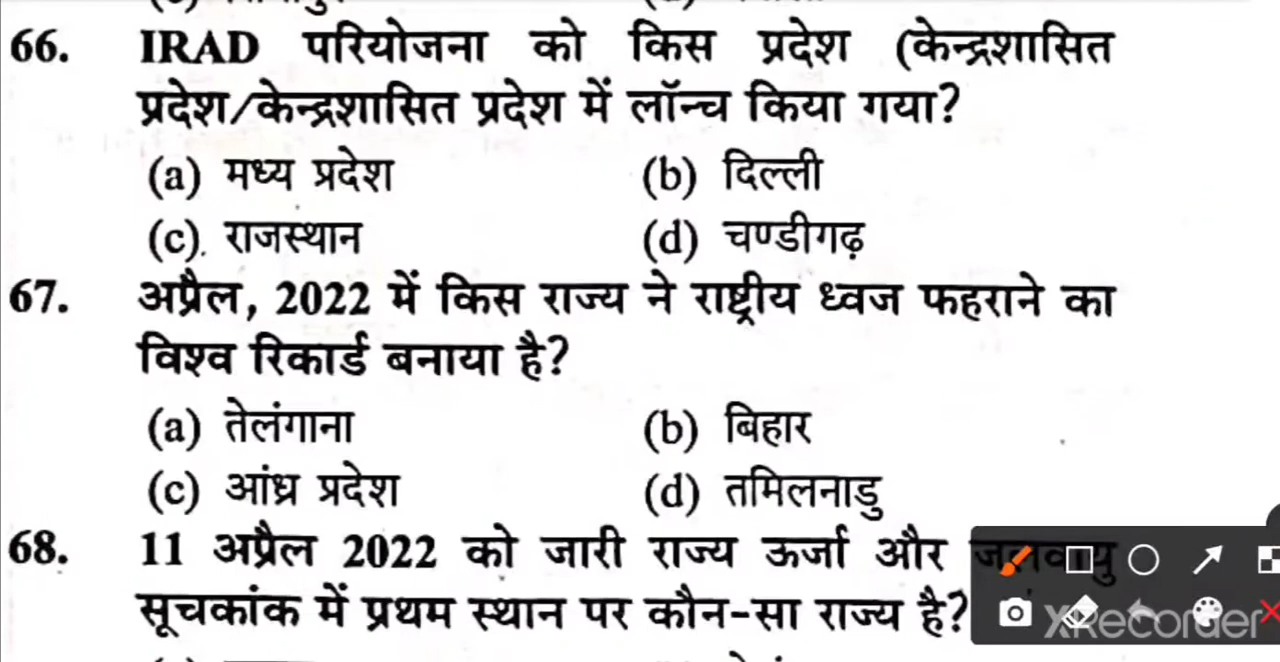 66. IRAD परियोजना को किस प्रदेश (केन्द्रशासित
प्रदेश/केन्द्रशासित प्रदेश में लॉन्च किया गया?
(a) मध्य प्रदेश (b) दिल्ली
(c) राजस्थान (d) चण्डीगढ़
67. अप्रैल, 2022 में किस राज्य ने राष्ट्रीय ध्वज फहराने का
विश्व रिकार्ड बनाया है?
(a) तेलंगाना (b) बिहार
(c) आंध्र प्रदेश (d) तमिलनाडु
68. 11 अप्रैल 2022 को जारी राज्य ऊर्जा और जलवायु
सूचकांक में प्रथम स्थान पर कौन-सा राज्य है?
XRecorder